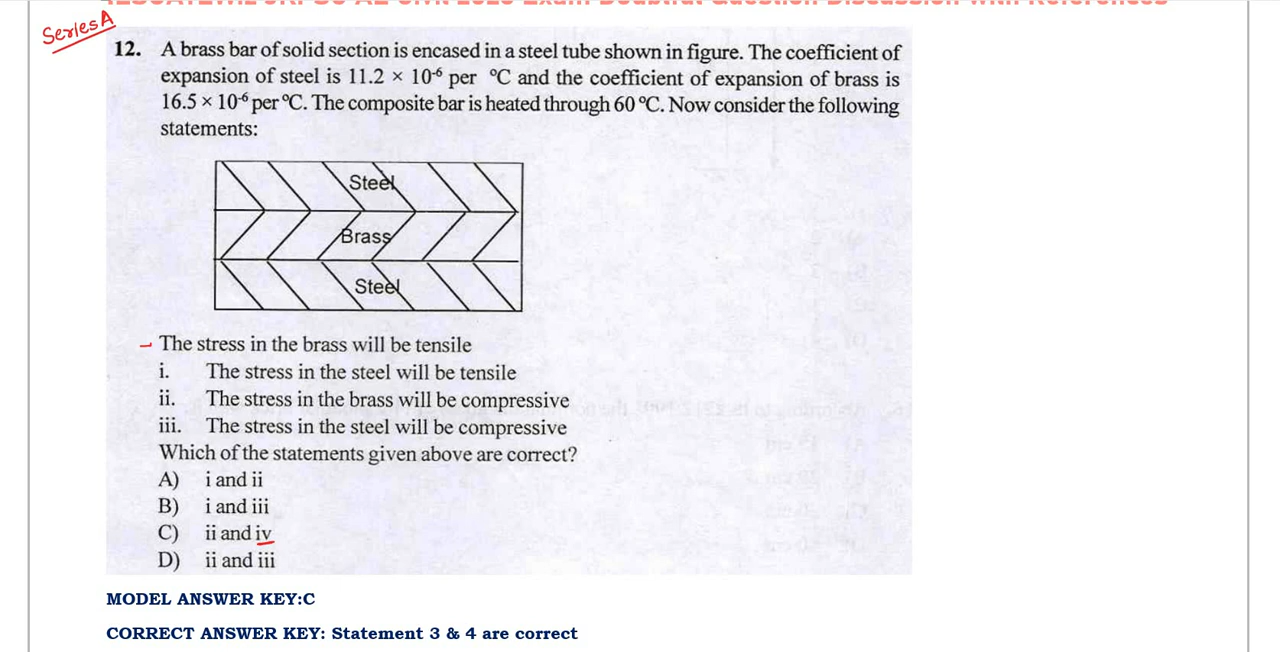 Series A
12. A brass bar of solid section is encased in a steel tube shown in figure. The coefficient of
expansion of steel is 11.2 × 10⁻⁶ per °C and the coefficient of expansion of brass is
16.5 × 10⁻⁶ per °C. The composite bar is heated through 60 °C. Now consider the following
statements:
Steel
Brass
Steel
The stress in the brass will be tensile
i. The stress in the steel will be tensile
ii. The stress in the brass will be compressive
iii. The stress in the steel will be compressive
Which of the statements given above are correct?
A) i and ii
B) i and iii
C) ii and iv
D) ii and iii
MODEL ANSWER KEY:C
CORRECT ANSWER KEY: Statement 3 & 4 are correct